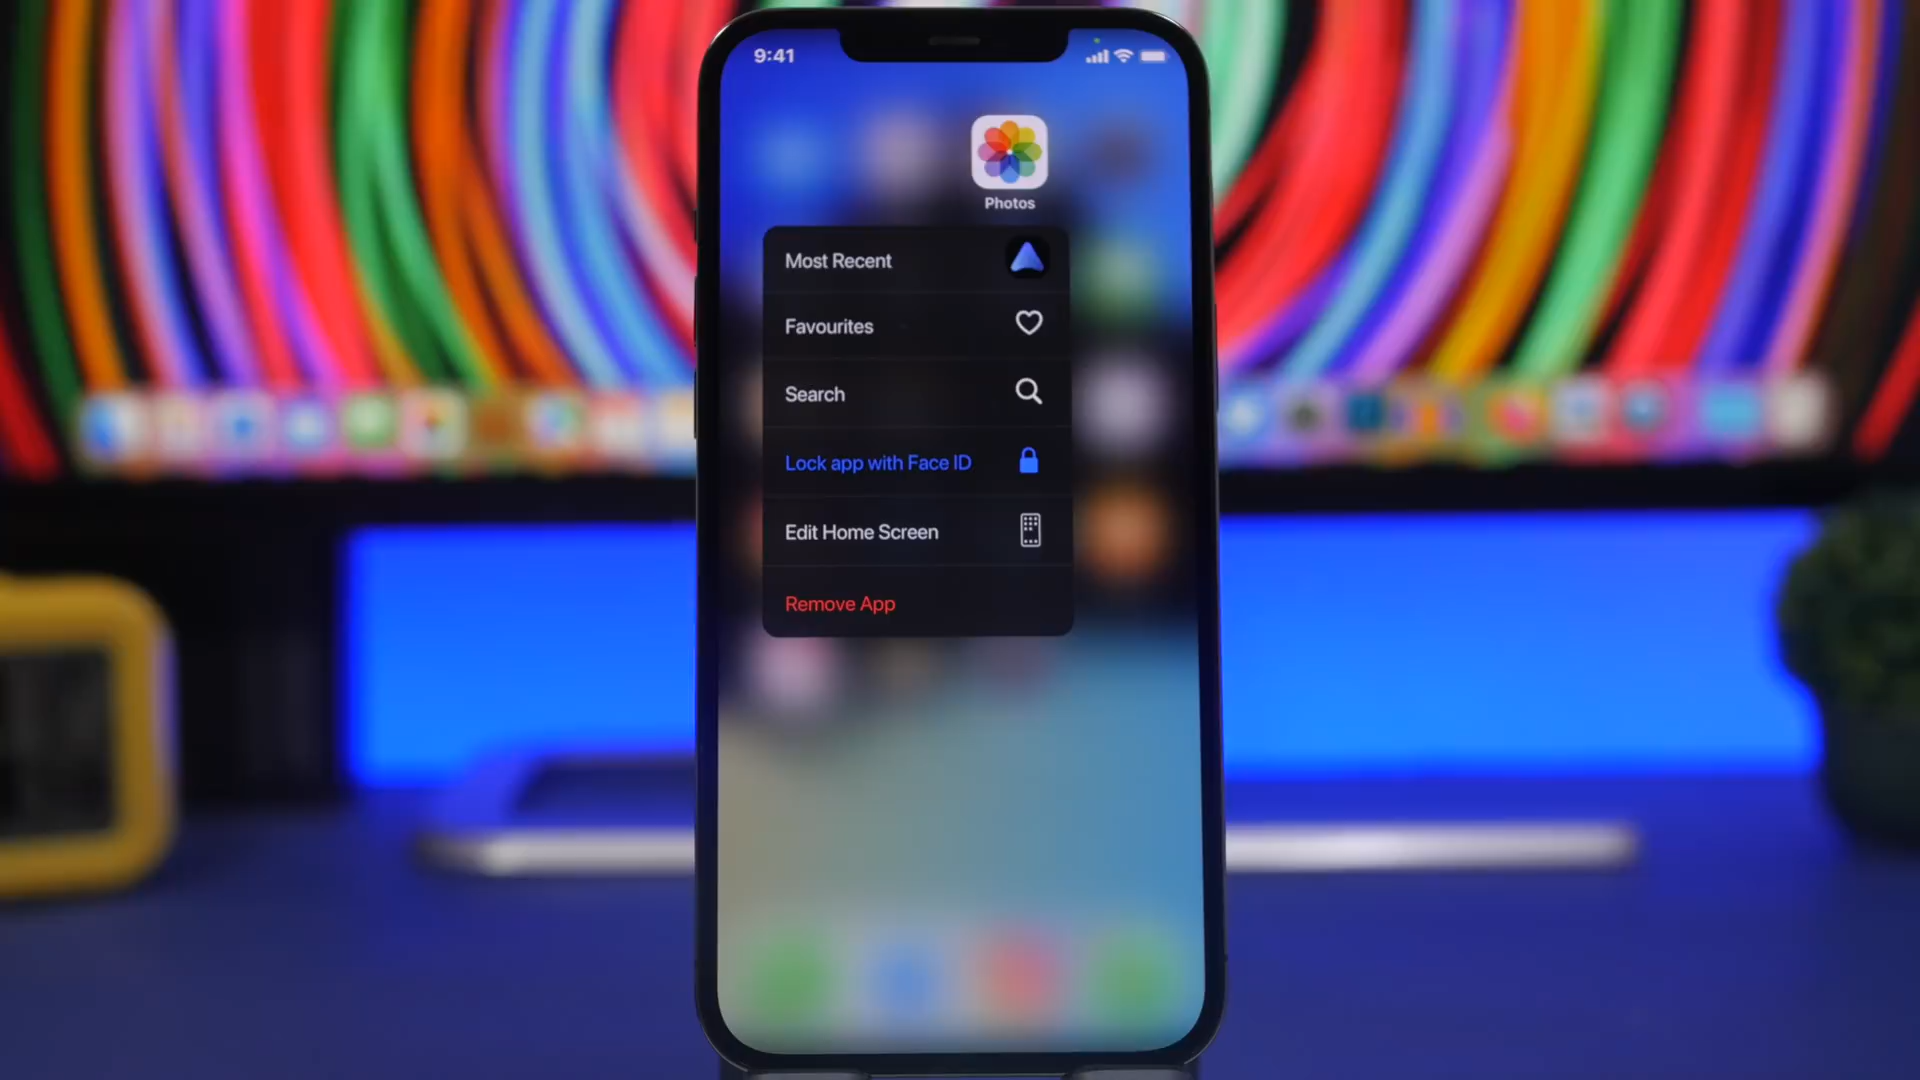 9:41
Photos
Most Recent
Favourites
Search
Lock app with Face ID
Edit Home Screen
Remove App